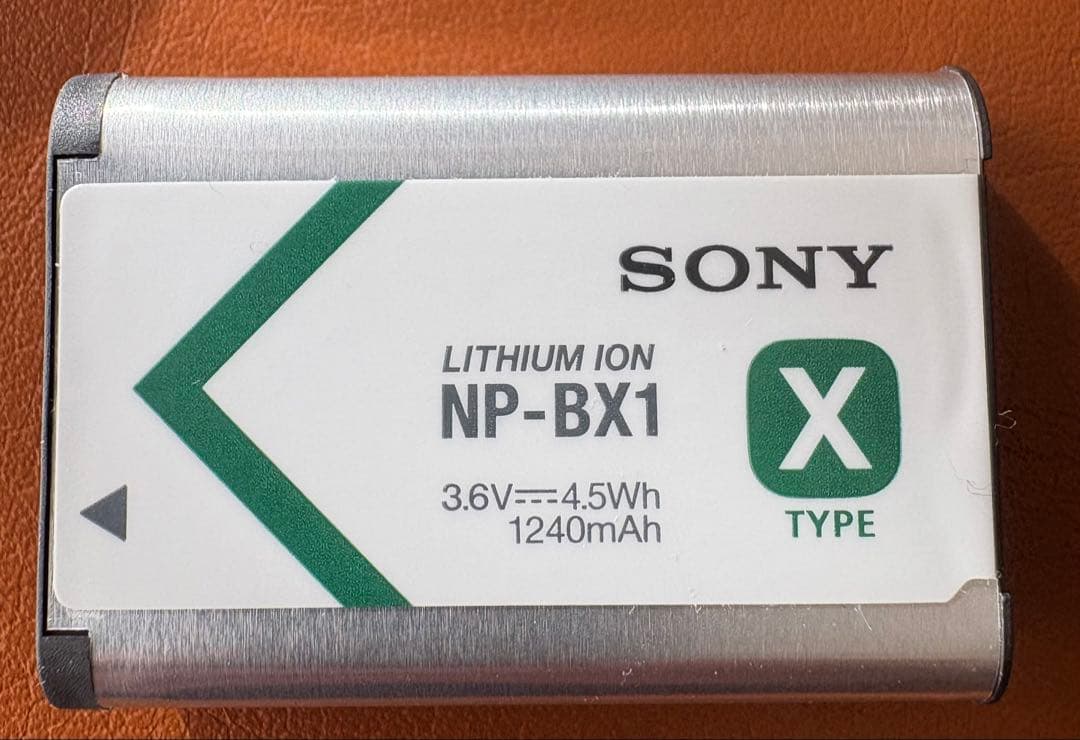 SONY
LITHIUM ION
NP-BX1
X
3.6V⎓4.5Wh
1240mAh
TYPE